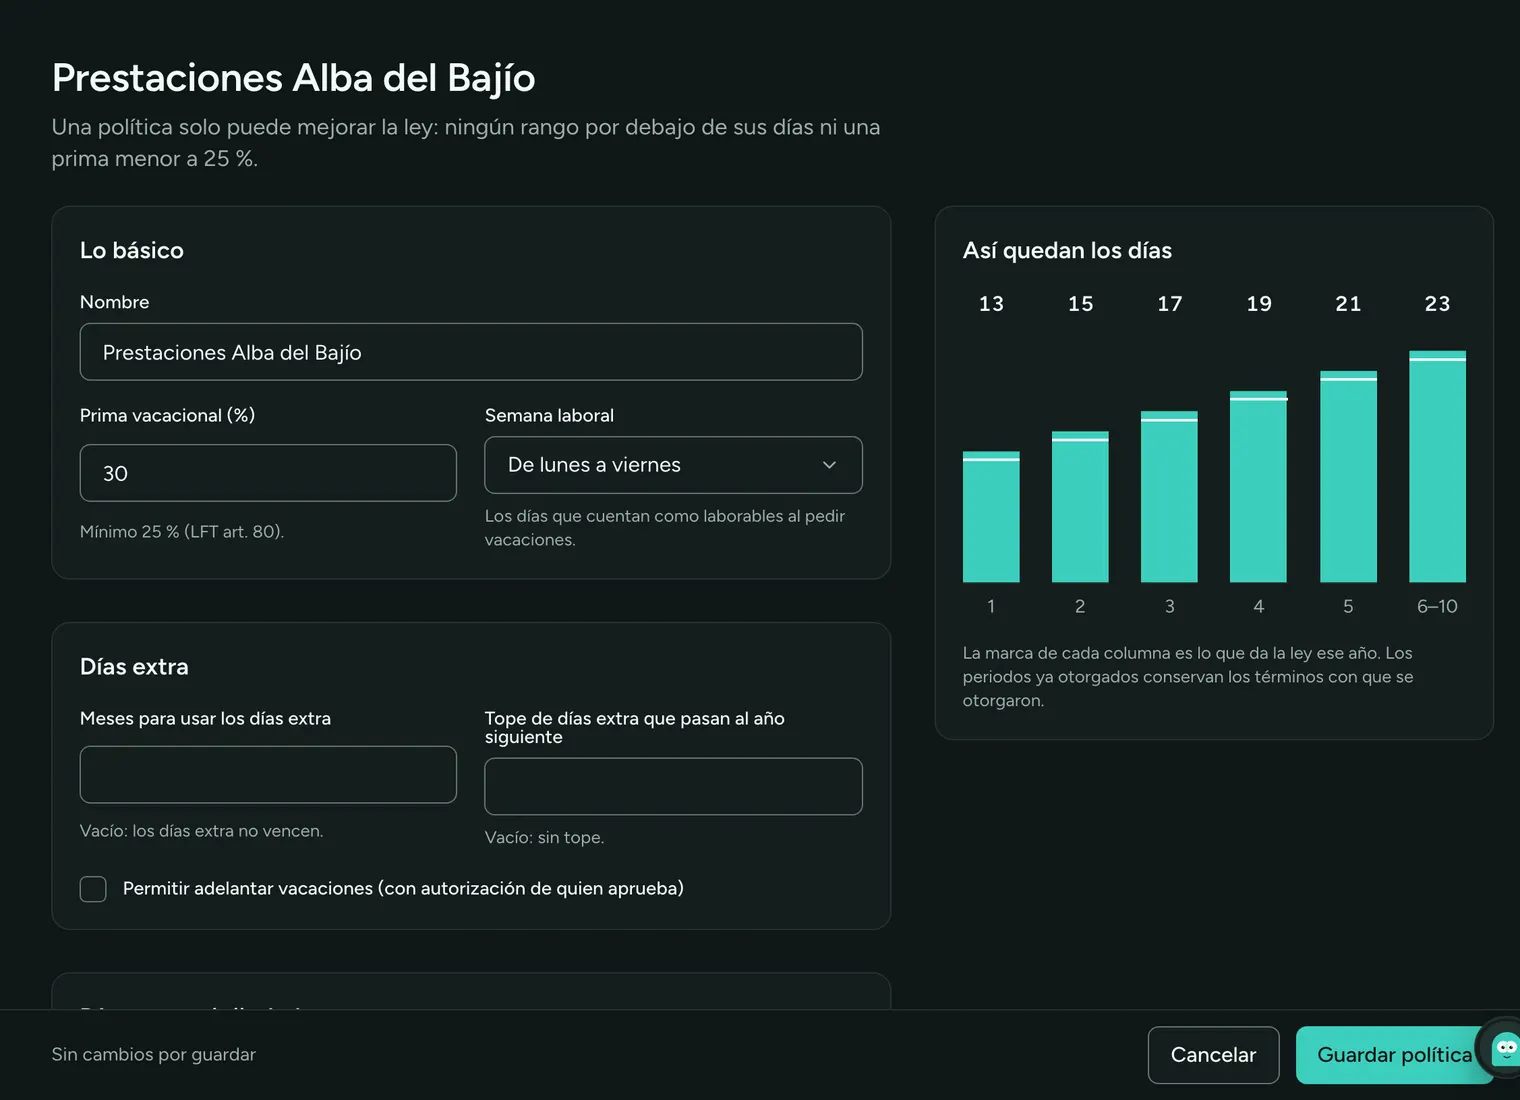 Prestaciones Alba del Bajío
Una política solo puede mejorar la ley: ningún rango por debajo de sus días ni una
prima menor a 25 %.
Lo básico
Nombre
Prestaciones Alba del Bajío
Prima vacacional (%)
30
Mínimo 25 % (LFT art. 80).
Semana laboral
De lunes a viernes
Los días que cuentan como laborables al pedir
vacaciones.
Días extra
Meses para usar los días extra
Vacío: los días extra no vencen.
Tope de días extra que pasan al año
siguiente
Vacío: sin tope.
Permitir adelantar vacaciones (con autorización de quien aprueba)
Así quedan los días
13 15 17 19 21 23
1 2 3 4 5 6–10
La marca de cada columna es lo que da la ley ese año. Los
periodos ya otorgados conservan los términos con que se
otorgaron.
Sin cambios por guardar
Cancelar
Guardar política